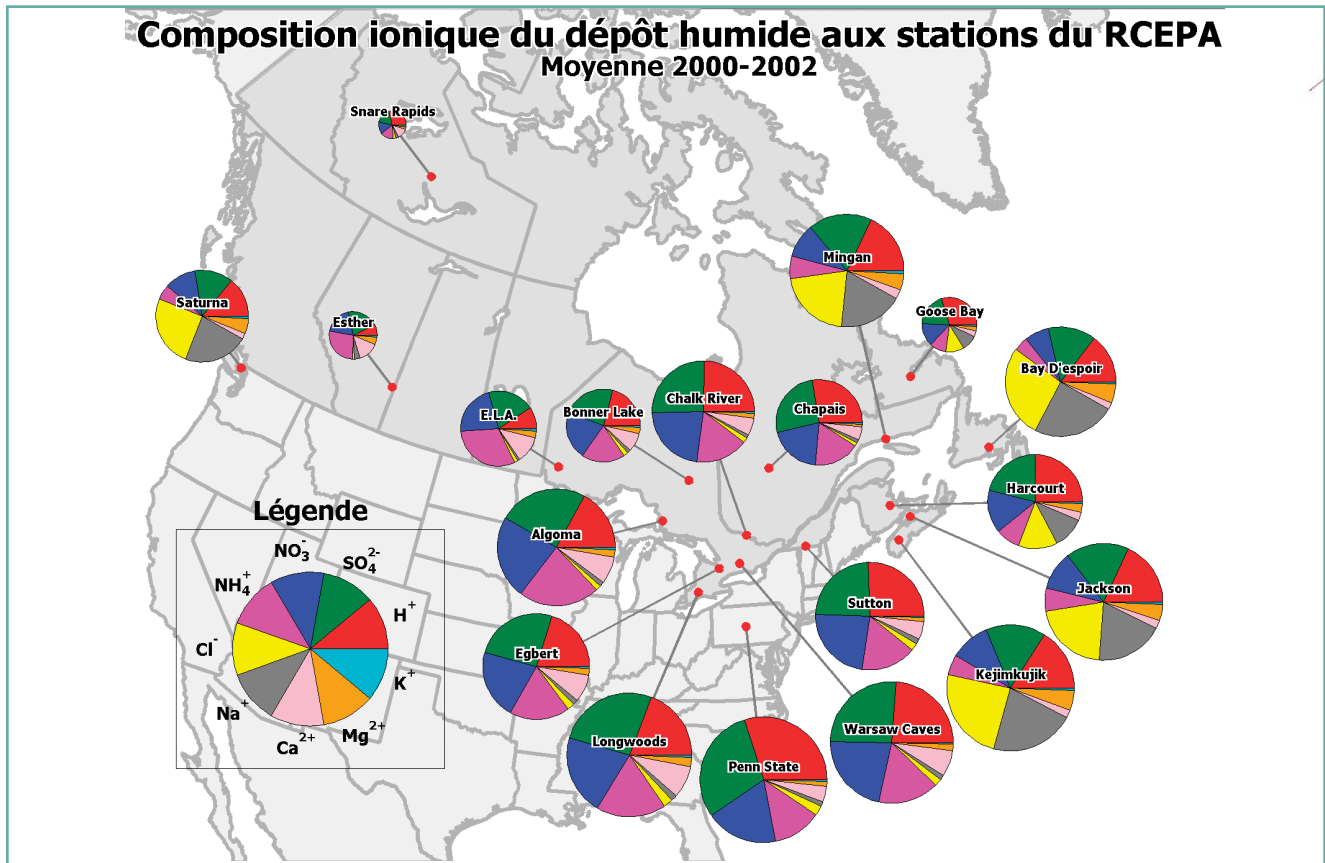 Composition ionique du dépôt humide aux stations du RCEPA
Moyenne 2000-2002
Snare Rapids
Mingan
Saturna
Goose Bay
Esther
Bay D'espoir
Chalk River
E.L.A.
Bonner Lake
Chapais
Harcourt
Algoma
Jackson
Sutton
Egbert
Kejimkujik
Longwoods
Warsaw Caves
Penn State
Légende
NO₃⁻
SO₄²⁻
NH₄⁺
H⁺
Cl⁻
K⁺
Na⁺
Mg²⁺
Ca²⁺